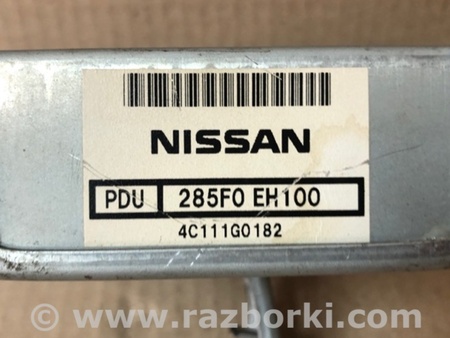 NISSAN
PDU 285F0 EH100
4C111G0182
© www.razborki.com